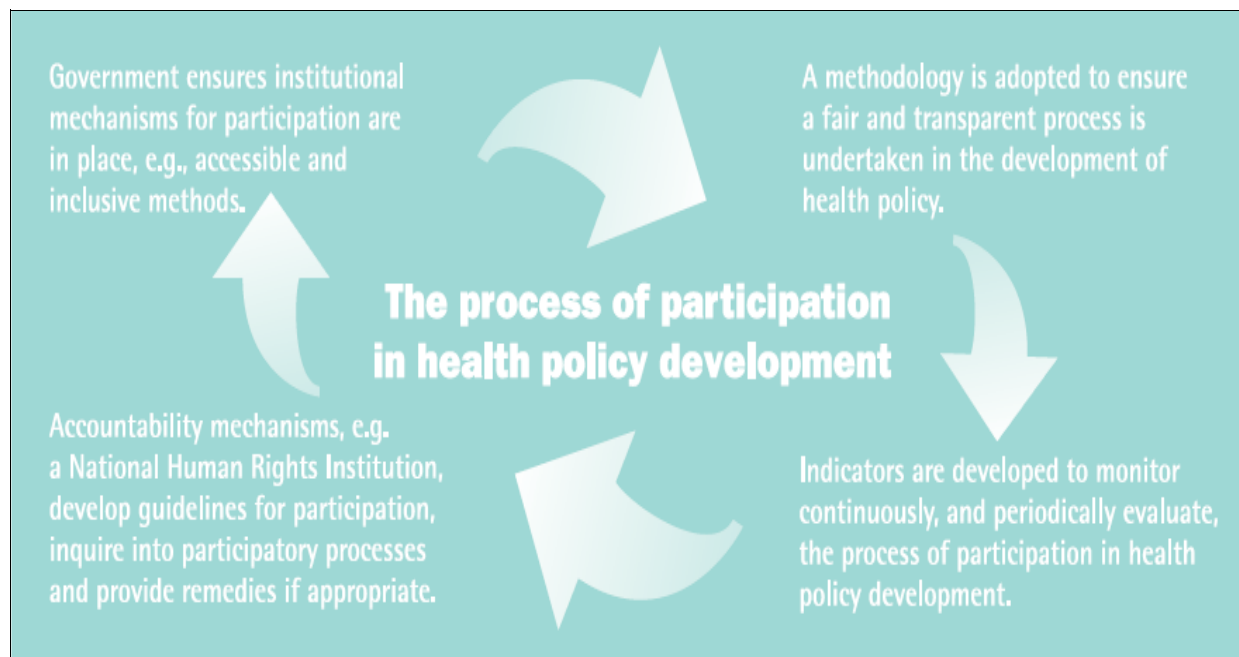 Government ensures institutional
mechanisms for participation are
in place, e.g., accessible and
inclusive methods.
A methodology is adopted to ensure
a fair and transparent process is
undertaken in the development of
health policy.
The process of participation
in health policy development
Accountability mechanisms, e.g.
a National Human Rights Institution,
develop guidelines for participation,
inquire into participatory processes
and provide remedies if appropriate.
Indicators are developed to monitor
continuously, and periodically evaluate,
the process of participation in health
policy development.